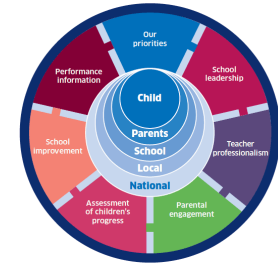 Our
priorities
School
leadership
Teacher
professionalism
Parental
engagement
Assessment
of children's
progress
School
improvement
Performance
information
Child
Parents
School
Local
National